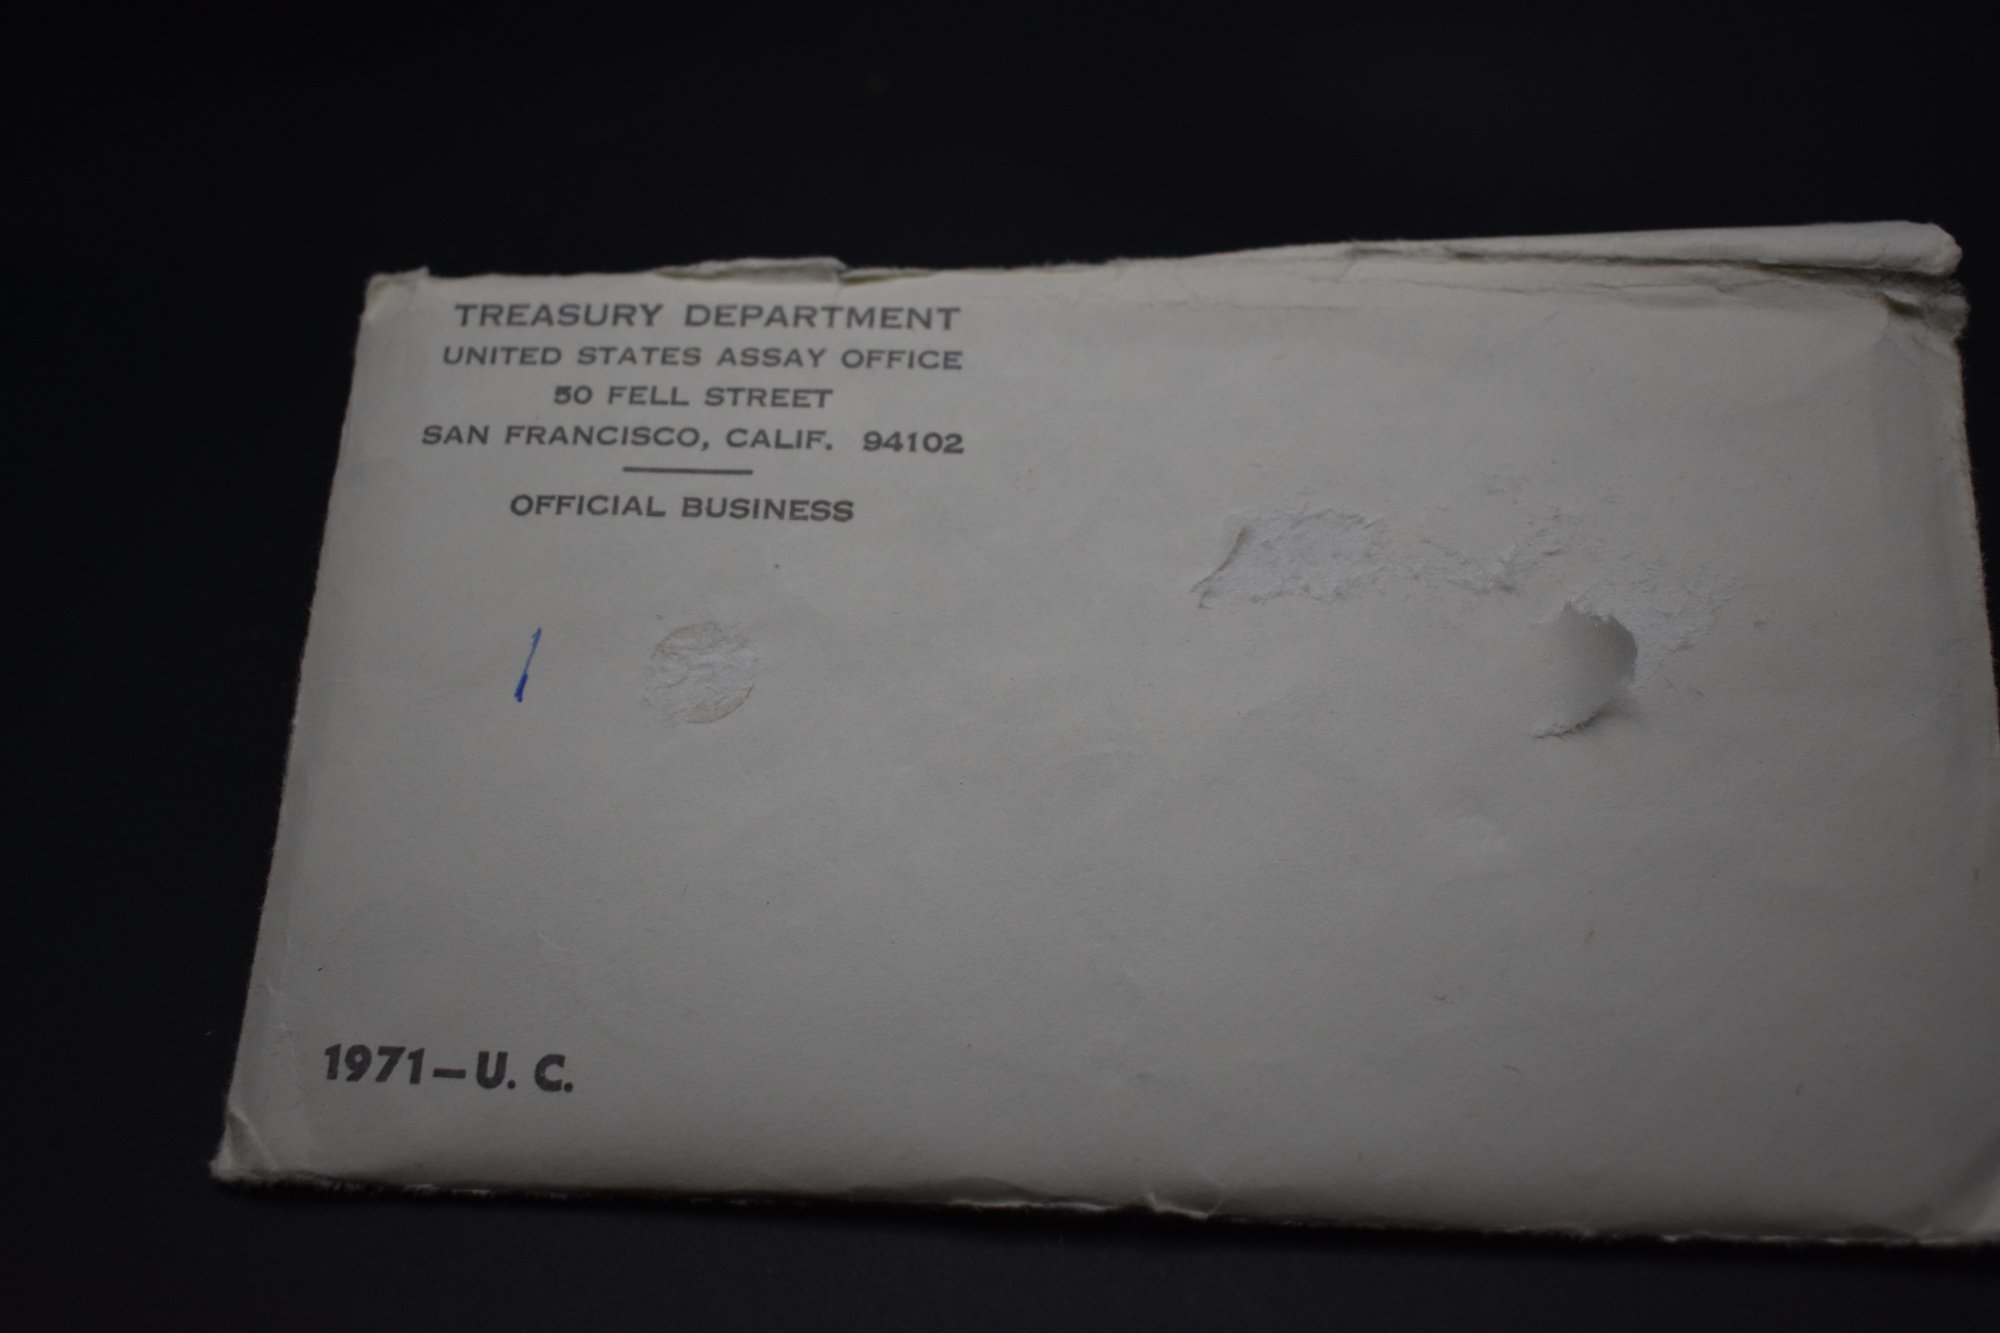 TREASURY DEPARTMENT
UNITED STATES ASSAY OFFICE
50 FELL STREET
SAN FRANCISCO, CALIF. 94102
OFFICIAL BUSINESS
1971-U. C.